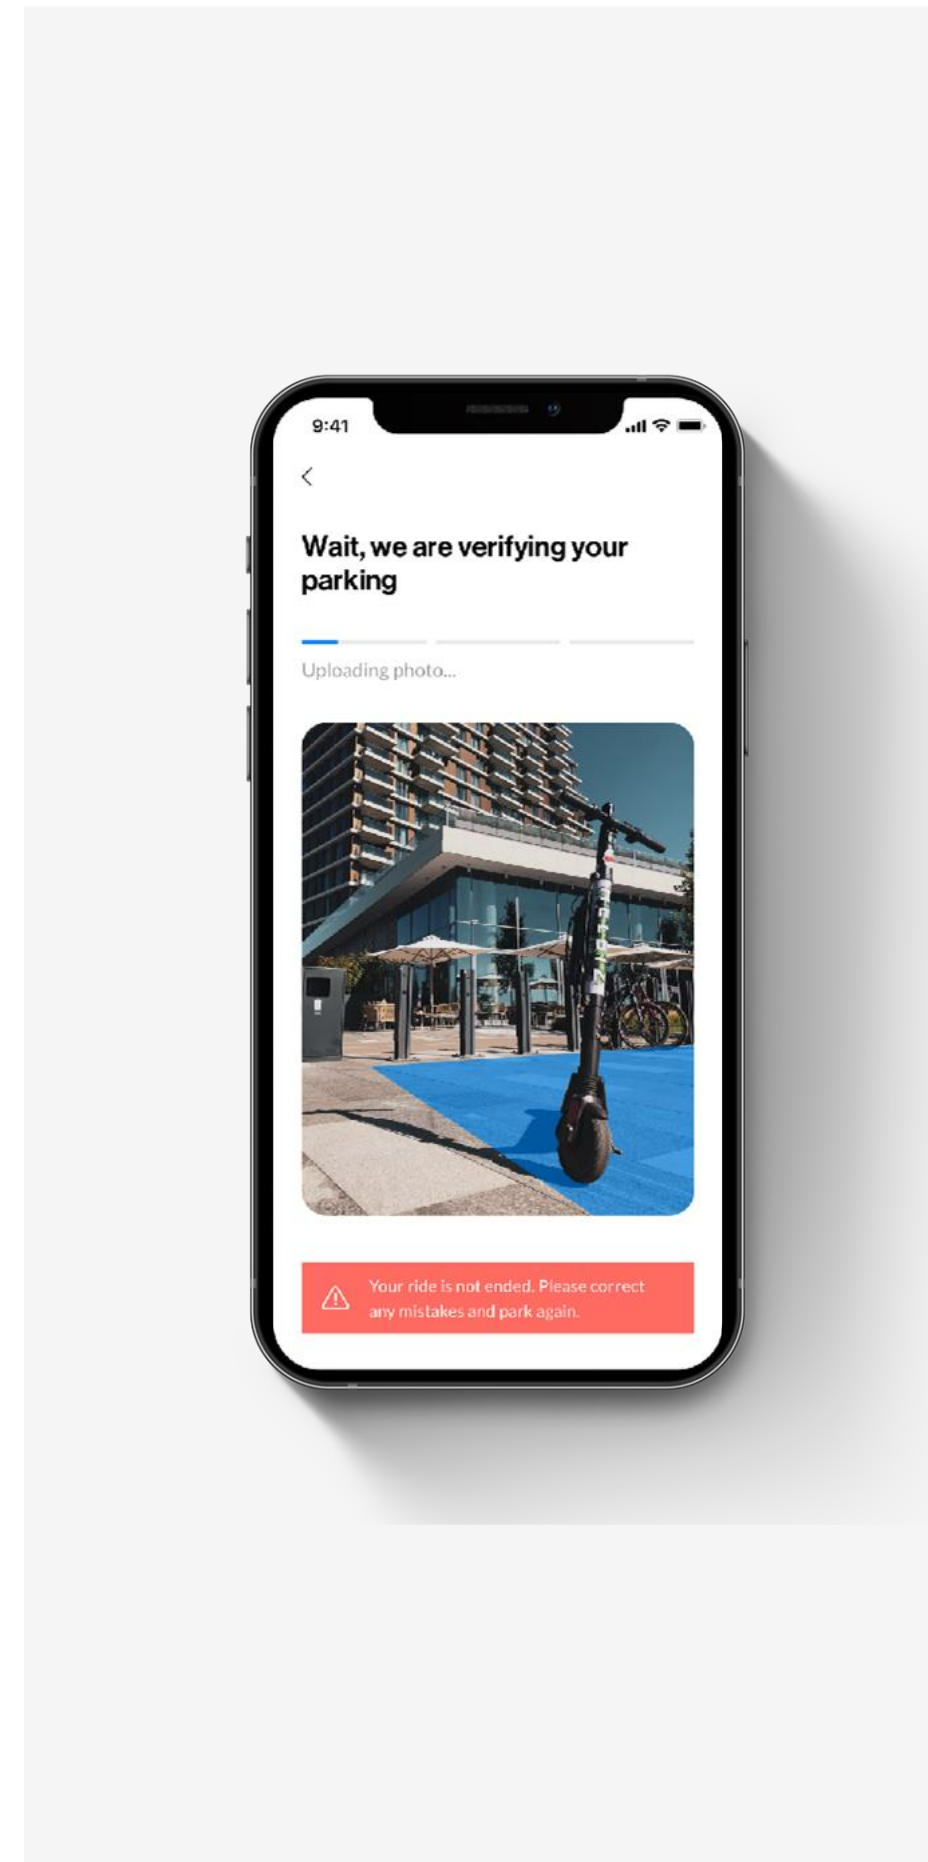 9:41
Wait, we are verifying your
parking
Uploading photo...
Your ride is not ended. Please correct
any mistakes and park again.